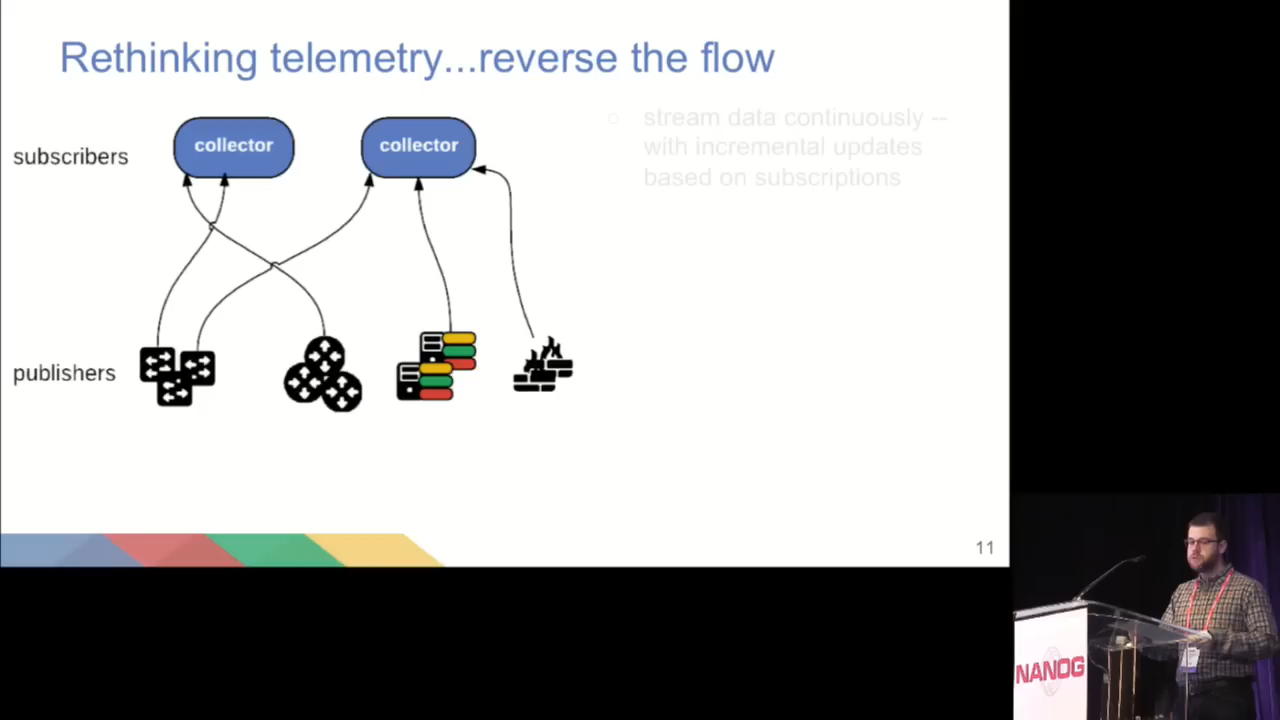 Rethinking telemetry...reverse the flow
subscribers
collector
collector
stream data continuously --
with incremental updates
based on subscriptions
publishers
11
NANOG